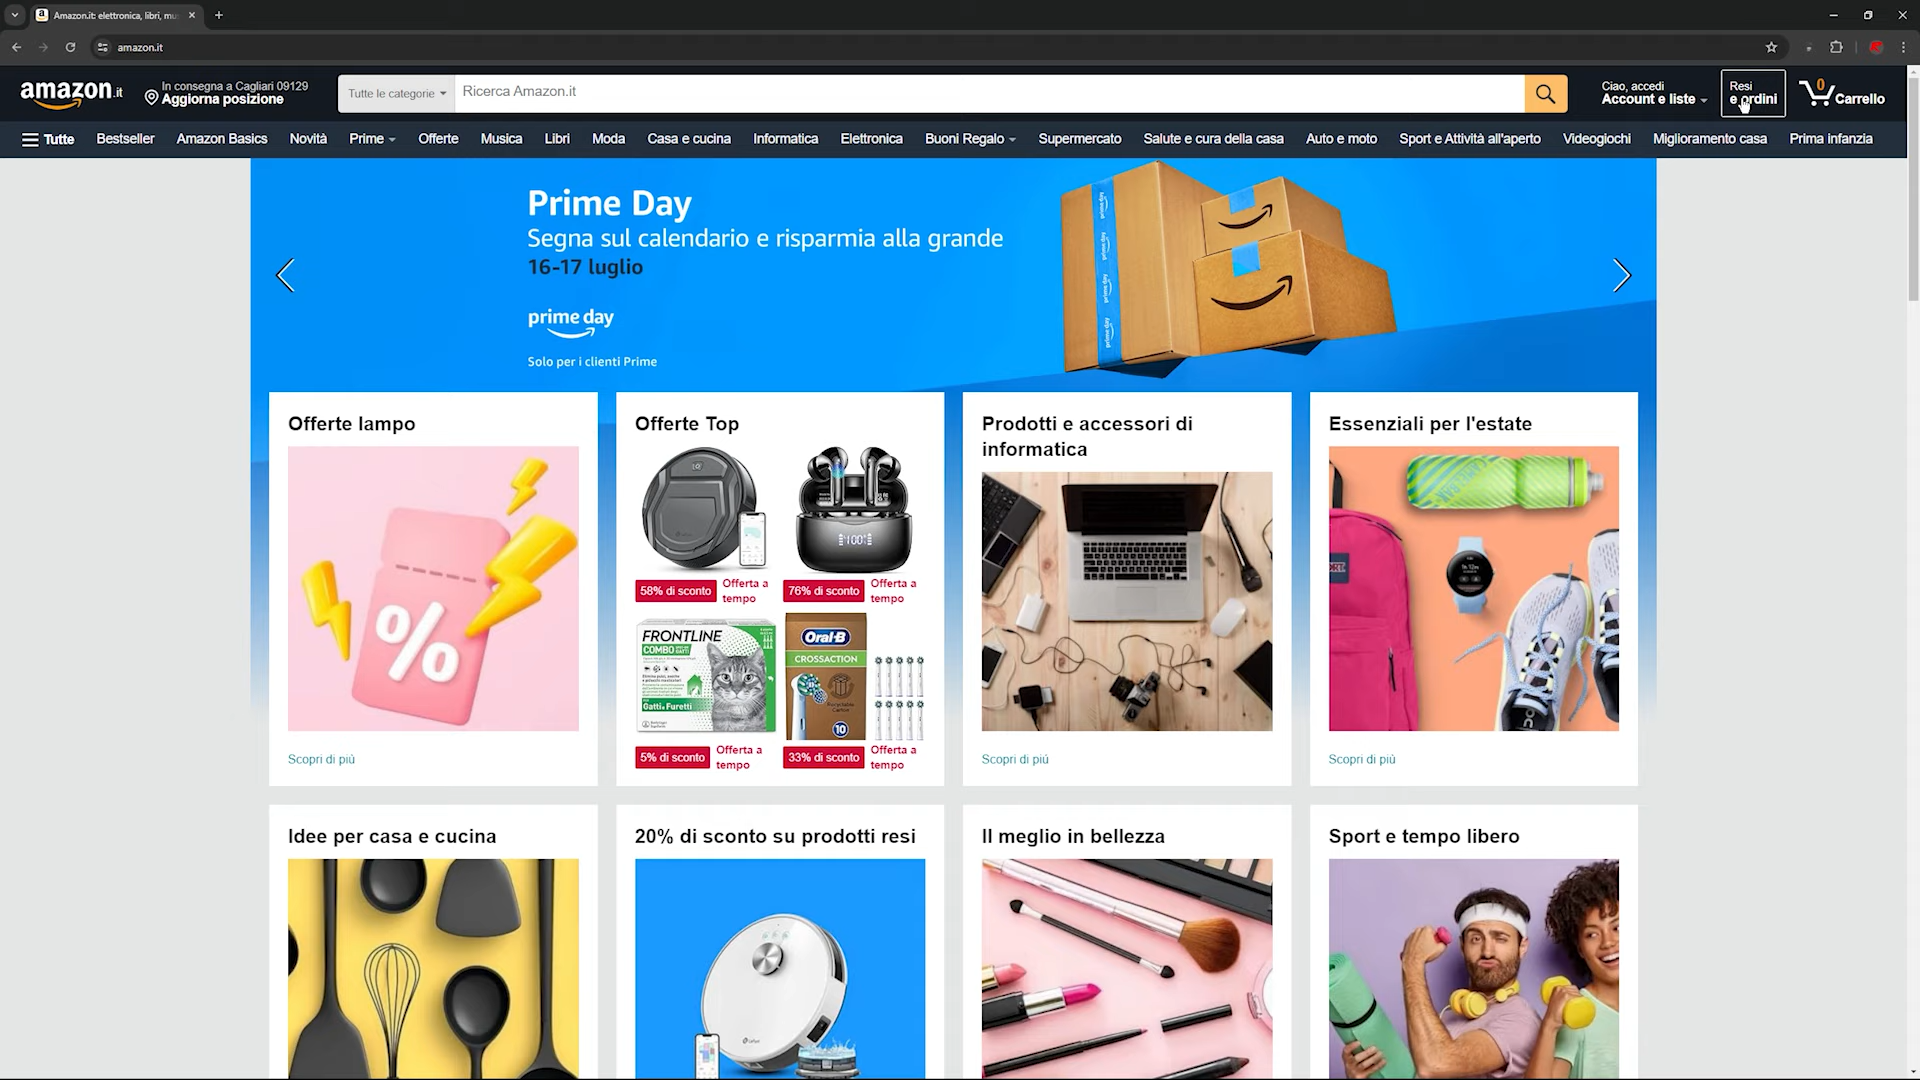 Amazon.it: elettronica, libri, mu
amazon.it
amazon.it
In consegna a Cagliari 09129
Aggiorna posizione
Tutte le categorie
Ricerca Amazon.it
Ciao, accedi
Account e liste
Resi
e ordini
0
Carrello
Tutte
Bestseller
Amazon Basics
Novità
Prime
Offerte
Musica
Libri
Moda
Casa e cucina
Informatica
Elettronica
Buoni Regalo
Supermercato
Salute e cura della casa
Auto e moto
Sport e Attività all'aperto
Videogiochi
Miglioramento casa
Prima infanzia
Prime Day
Segna sul calendario e risparmia alla grande
16-17 luglio
prime day
Solo per i clienti Prime
Offerte lampo
%
Scopri di più
Offerte Top
100
58% di sconto
Offerta a
tempo
76% di sconto
Offerta a
tempo
FRONTLINE
COMBO
Gatti e Furetti
Oral-B
CROSSACTION
10
5% di sconto
Offerta a
tempo
33% di sconto
Offerta a
tempo
Prodotti e accessori di
informatica
Scopri di più
Essenziali per l'estate
Scopri di più
Idee per casa e cucina
20% di sconto su prodotti resi
Il meglio in bellezza
Sport e tempo libero